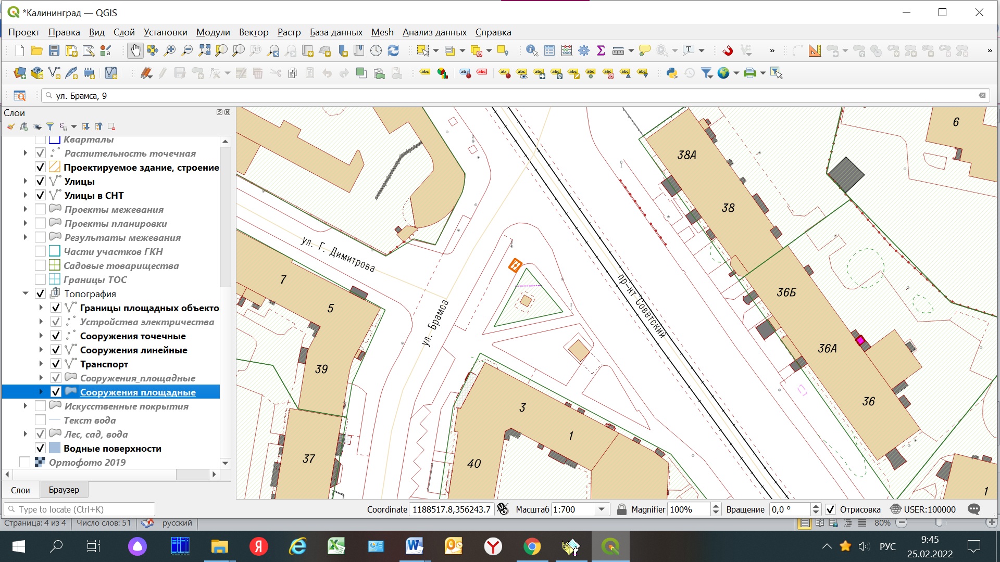 *Калининград — QGIS
Проект Правка Вид Слой Установки Модули Вектор Растр База данных Mesh Анализ данных Справка
ул. Брамса, 9
Слои
Кварталы
Растительность точечная
Проектируемое здание, строение
Улицы
Улицы в СНТ
Проекты межевания
Проекты планировки
Результаты межевания
Части участков ГКН
Садовые товарищества
Границы ТОС
Топография
Границы площадных объекто
Устройства электричества
Сооружения точечные
Сооружения линейные
Транспорт
Сооружения_площадные
Сооружения площадные
Искусственные покрытия
Текст вода
Лес, сад, вода
Водные поверхности
Ортофото 2019
Слои Браузер
6
38А
38
ул. Г. Димитрова
7
5
ул. Брамса
пр-кт Советский
36Б
36А
39
36
3
1
37
40
1
Type to locate (Ctrl+K)
Coordinate 1188517.8,356243.7 Масштаб 1:700 Magnifier 100% Вращение 0,0 ° Отрисовка USER:100000
Страница: 4 из 4 Число слов: 51 русский 80%
РУС
9:45
25.02.2022